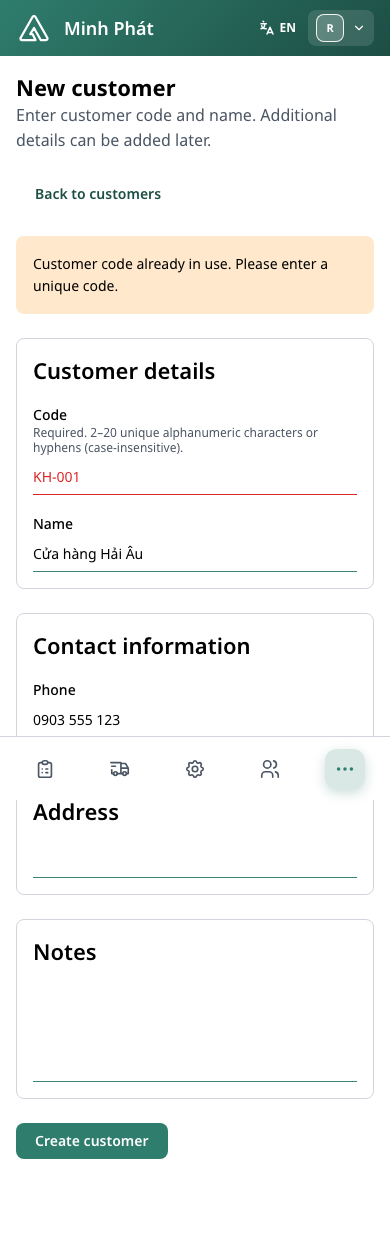 Minh Phát
EN
R
New customer
Enter customer code and name. Additional
details can be added later.
Back to customers
Customer code already in use. Please enter a
unique code.
Customer details
Code
Required. 2–20 unique alphanumeric characters or
hyphens (case-insensitive).
KH-001
Name
Cửa hàng Hải Âu
Contact information
Phone
0903 555 123
Address
Notes
Create customer